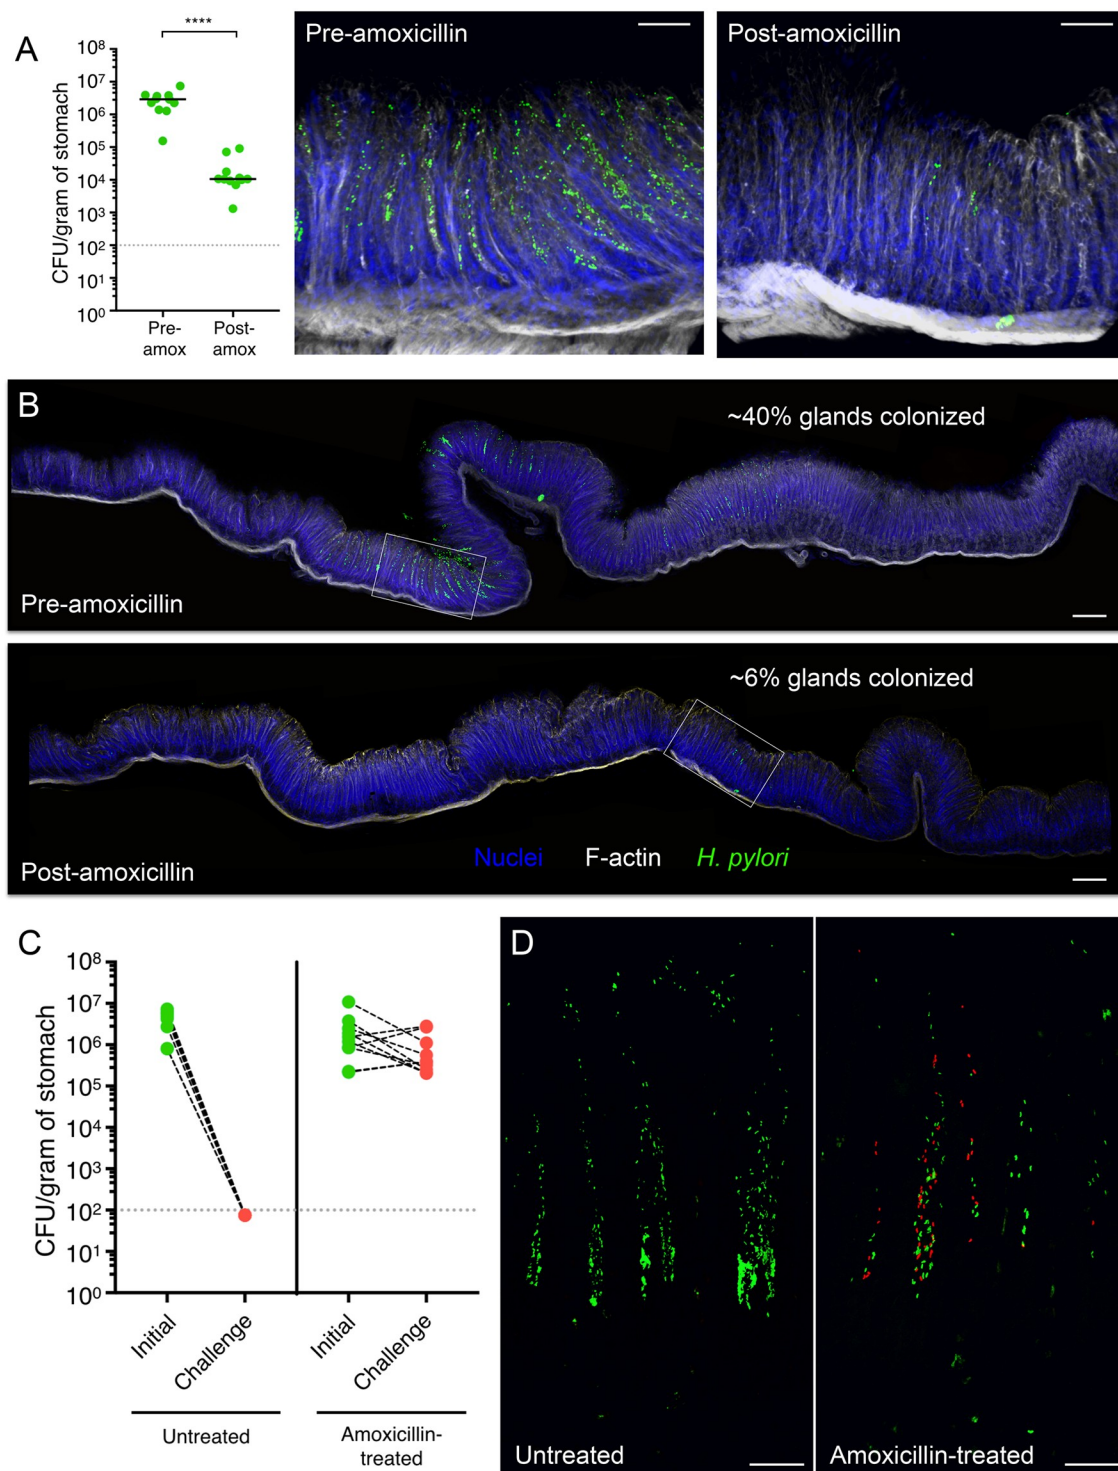 A
****
CFU/gram of stomach
10⁸
10⁷
10⁶
10⁵
10⁴
10³
10²
10¹
10⁰
Pre-
amox
Post-
amox
Pre-amoxicillin
Post-amoxicillin
B
~40% glands colonized
Pre-amoxicillin
~6% glands colonized
Nuclei F-actin H. pylori
Post-amoxicillin
C
CFU/gram of stomach
10⁸
10⁷
10⁶
10⁵
10⁴
10³
10²
10¹
10⁰
Initial
Challenge
Initial
Challenge
Untreated
Amoxicillin-
treated
D
Untreated
Amoxicillin-treated